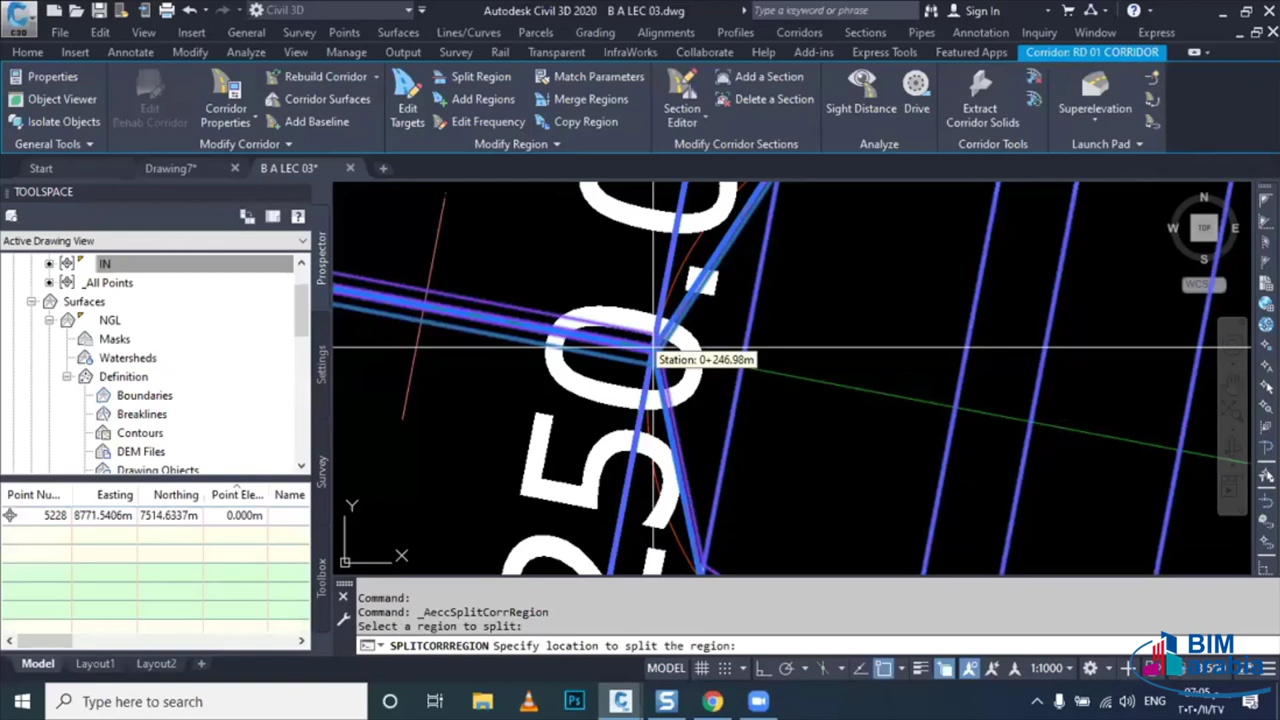 C3D
Civil 3D
Autodesk Civil 3D 2020 B A LEC 03.dwg
Type a keyword or phrase
Sign In
File Edit View Insert General Survey Points Surfaces Lines/Curves Parcels Grading Alignments Profiles Corridors Sections Pipes Dimension Inquiry Window Express
Home Insert Annotate Modify Analyze View Manage Output Survey Rail Transparent InfraWorks Collaborate Help Add-ins Express Tools Featured Apps Corridor: RD 01 CORRIDOR
Properties
Object Viewer
Isolate Objects
General Tools
Edit
Rehab Corridor
Corridor
Properties
Rebuild Corridor
Corridor Surfaces
Add Baseline
Modify Corridor
Edit
Targets
Split Region
Add Regions
Edit Frequency
Match Parameters
Merge Regions
Copy Region
Modify Region
Section
Editor
Add a Section
Delete a Section
Modify Corridor Sections
Sight Distance
Drive
Analyze
Extract
Corridor Solids
Corridor Tools
Superelevation
Launch Pad
Start Drawing7* B A LEC 03*
TOOLSPACE
Active Drawing View
IN
_All Points
Surfaces
NGL
Masks
Watersheds
Definition
Boundaries
Breaklines
Contours
DEM Files
Drawing Objects
Prospector
Settings
Survey
Toolbox
Point Nu... Easting Northing Point Ele... Name
5228 8771.5406m 7514.6337m 0.000m
N
W TOP E
S
WCS
Station: 0+246.98m
Y
X
Command:
Command: _AeccSplitCorrRegion
Select a region to split:
SPLITCORRREGION Specify location to split the region:
Model Layout1 Layout2
MODEL
1:1000
BIM
arabia
Type here to search
ENG